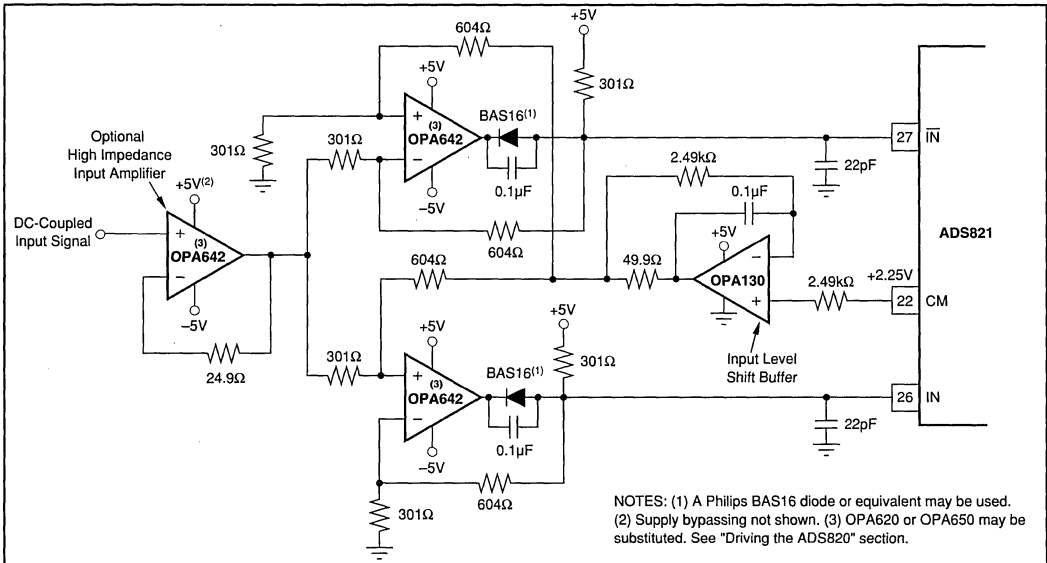 +5V
604Ω
301Ω
+5V
BAS16(1)
(3)
OPA642
0.1µF
–5V
301Ω
301Ω
604Ω
Optional
High Impedance
Input Amplifier
+5V(2)
DC-Coupled
Input Signal
(3)
OPA642
–5V
24.9Ω
27
IN
22pF
2.49kΩ
0.1µF
+5V
OPA130
49.9Ω
604Ω
2.49kΩ
+2.25V
22
CM
ADS821
Input Level
Shift Buffer
+5V
301Ω
301Ω
+5V
BAS16(1)
(3)
OPA642
0.1µF
–5V
604Ω
301Ω
26
IN
22pF
NOTES: (1) A Philips BAS16 diode or equivalent may be used.
(2) Supply bypassing not shown. (3) OPA620 or OPA650 may be
substituted. See "Driving the ADS820" section.